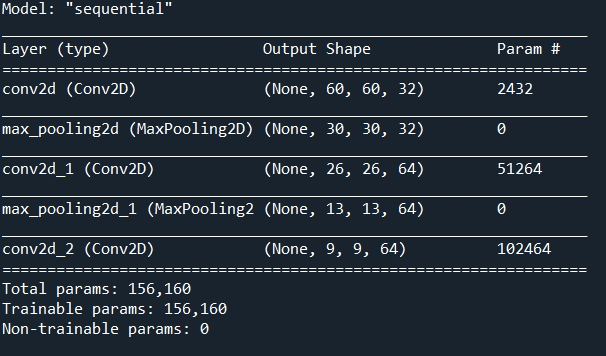 Model: "sequential"
_________________________________________________________________
Layer (type)                 Output Shape              Param #
=================================================================
conv2d (Conv2D)              (None, 60, 60, 32)        2432
_________________________________________________________________
max_pooling2d (MaxPooling2D) (None, 30, 30, 32)        0
_________________________________________________________________
conv2d_1 (Conv2D)            (None, 26, 26, 64)        51264
_________________________________________________________________
max_pooling2d_1 (MaxPooling2 (None, 13, 13, 64)        0
_________________________________________________________________
conv2d_2 (Conv2D)            (None, 9, 9, 64)          102464
=================================================================
Total params: 156,160
Trainable params: 156,160
Non-trainable params: 0